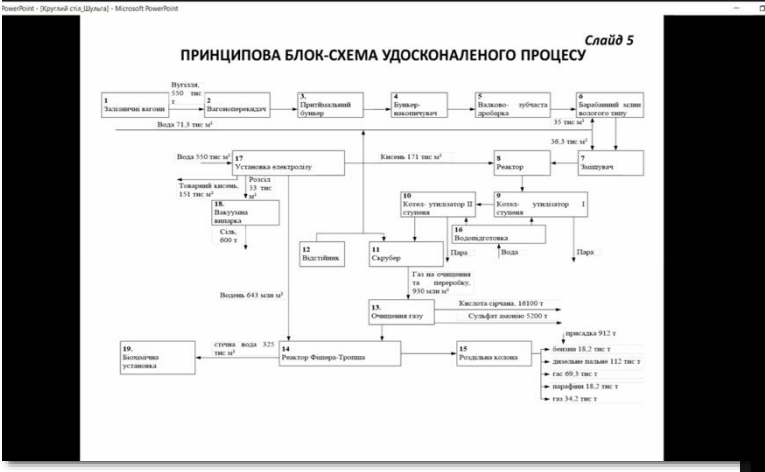 PowerPoint - [Круглий стіл_Шульга] - Microsoft PowerPoint
Слайд 5
ПРИНЦИПОВА БЛОК-СХЕМА УДОСКОНАЛЕНОГО ПРОЦЕСУ
Вугілля,
550 тис
т
1
Залізничні вагони
2
Вагоноперекидач
3.
Приймальний
бункер
4
Бункер-
накопичувач
5
Валково-зубчаста
дробарка
6
Барабанний млин
вологого типу
Вода 71,3 тис м³
35 тис м³
36,3 тис м³
Вода 550 тис м³
17
Установка електролізу
Кисень 171 тис м³
8
Реактор
7
Змішувач
Товарний кисень,
151 тис м³
Розсіл
33 тис
м³
18.
Вакуумна
випарка
Сіль,
600 т
10
Котел- утилізатор II
ступеня
9
Котел- утилізатор I
ступеня
16
Водопідготовка
Пара
Вода
Пара
12
Відстійник
11
Скрубер
Газ на очищення
та переробку,
930 млн м³
Водень 643 млн м³
13.
Очищення газу
Кислота сірчана, 16100 т
Сульфат амонію 5200 т
присадка 912 т
19.
Біохімічна
установка
стічна вода 325
тис м³
14
Реактор Фішера-Тропша
15
Роздільна колона
бензин 18,2 тис т
дизельне пальне 112 тис т
гас 69,3 тис т
парафіни 18,2 тис т
газ 34,2 тис т